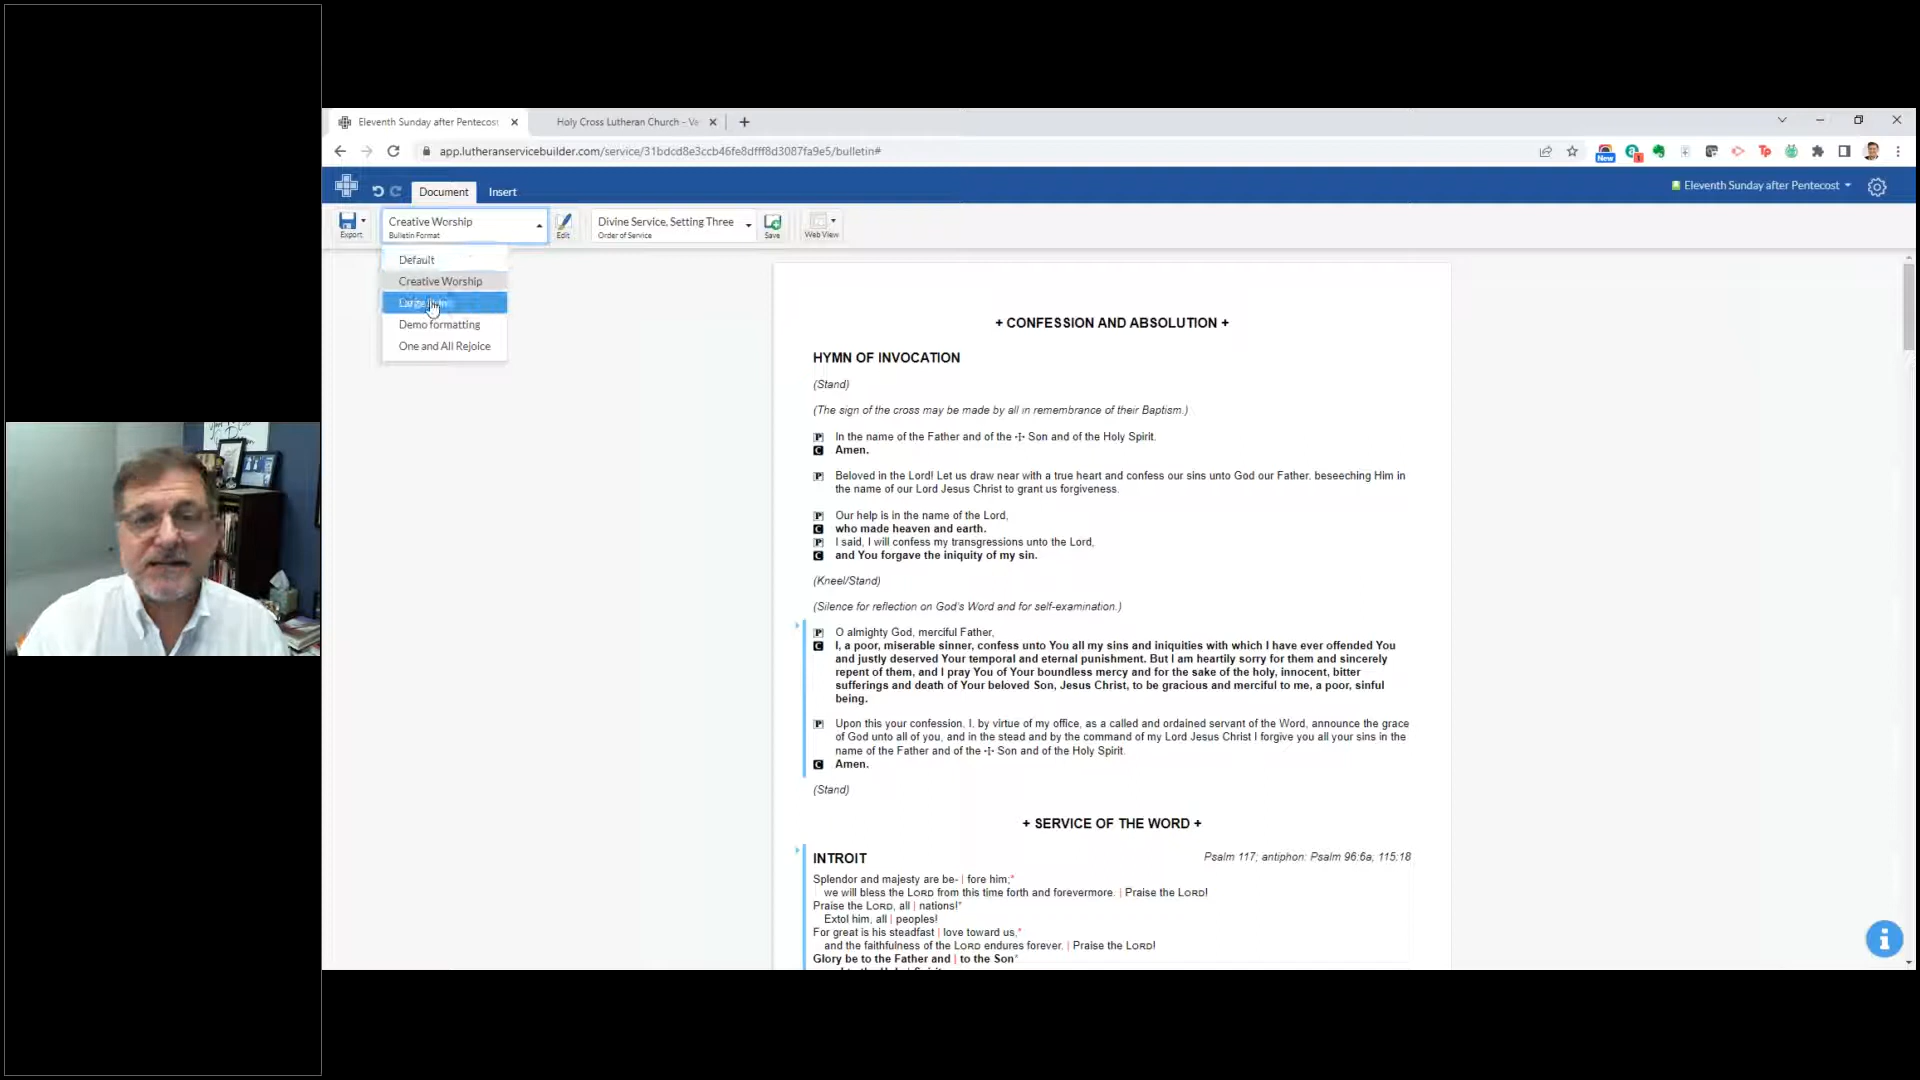 Eleventh Sunday after Pentecost
Holy Cross Lutheran Church - Ve
app.lutheranservicebuilder.com/service/31bdcd8e3ccb46fe8dfff8d3087fa9e5/bulletin#
New
1
Tp
Document
Insert
Eleventh Sunday after Pentecost
Export
Creative Worship
Bulletin Format
Edit
Divine Service, Setting Three
Order of Service
Save
Web View
Default
Creative Worship
Large
Demo formatting
One and All Rejoice
+ CONFESSION AND ABSOLUTION +
HYMN OF INVOCATION
(Stand)
(The sign of the cross may be made by all in remembrance of their Baptism.)
P In the name of the Father and of the ✠ Son and of the Holy Spirit.
C Amen.
P Beloved in the Lord! Let us draw near with a true heart and confess our sins unto God our Father, beseeching Him in
the name of our Lord Jesus Christ to grant us forgiveness.
P Our help is in the name of the Lord,
C who made heaven and earth.
P I said, I will confess my transgressions unto the Lord,
C and You forgave the iniquity of my sin.
(Kneel/Stand)
(Silence for reflection on God's Word and for self-examination.)
P O almighty God, merciful Father,
C I, a poor, miserable sinner, confess unto You all my sins and iniquities with which I have ever offended You
and justly deserved Your temporal and eternal punishment. But I am heartily sorry for them and sincerely
repent of them, and I pray You of Your boundless mercy and for the sake of the holy, innocent, bitter
sufferings and death of Your beloved Son, Jesus Christ, to be gracious and merciful to me, a poor, sinful
being.
P Upon this your confession, I, by virtue of my office, as a called and ordained servant of the Word, announce the grace
of God unto all of you, and in the stead and by the command of my Lord Jesus Christ I forgive you all your sins in the
name of the Father and of the ✠ Son and of the Holy Spirit.
C Amen.
(Stand)
+ SERVICE OF THE WORD +
INTROIT Psalm 117; antiphon: Psalm 96:6a; 115:18
Splendor and majesty are be- | fore him;*
we will bless the LORD from this time forth and forevermore. | Praise the LORD!
Praise the LORD, all | nations!*
Extol him, all | peoples!
For great is his steadfast | love toward us,*
and the faithfulness of the LORD endures forever. | Praise the LORD!
Glory be to the Father and | to the Son*